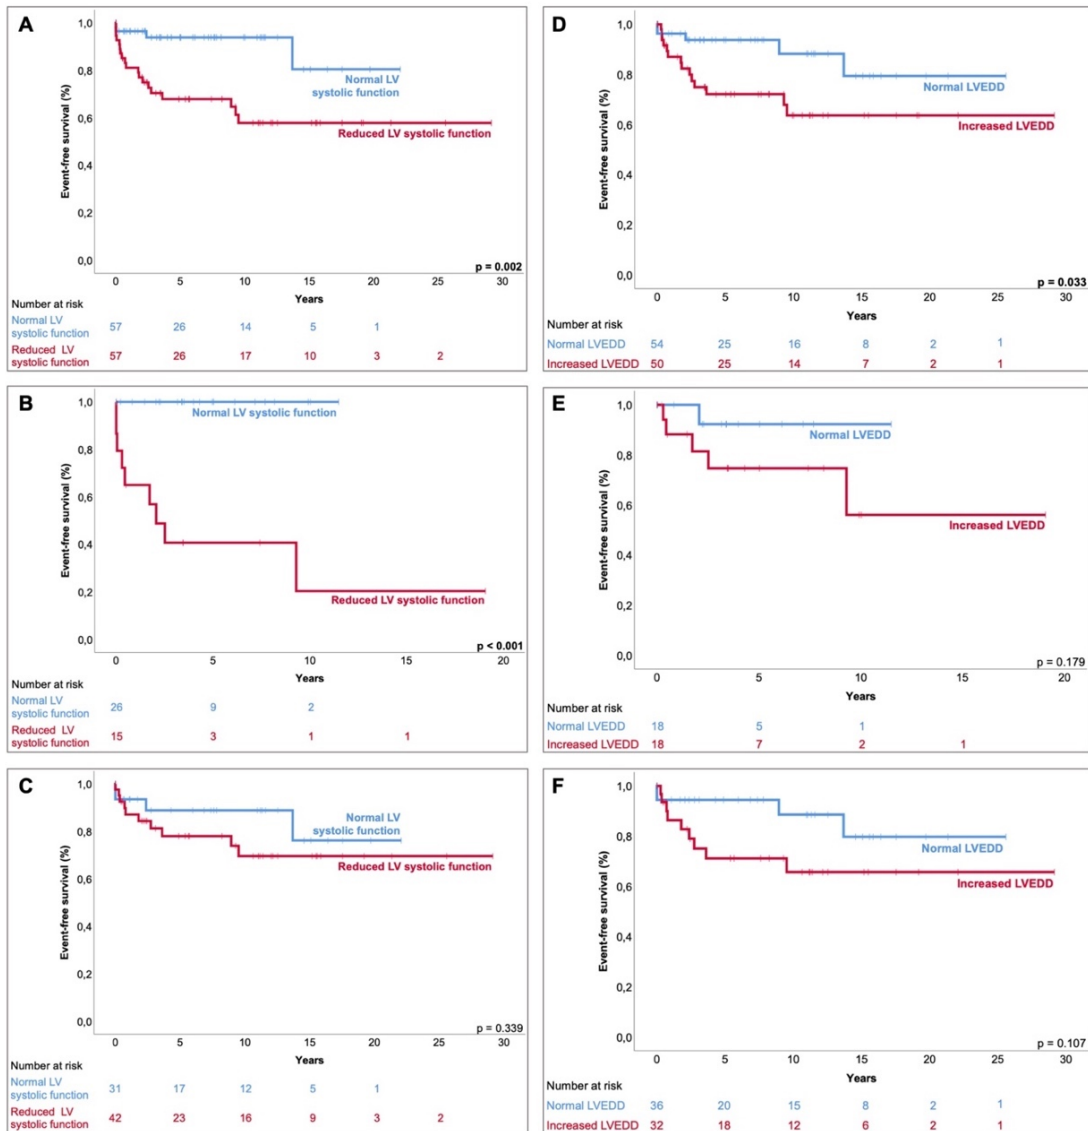 A
Event-free survival (%)
1,0
0,8
0,6
0,4
0,2
0,0
Normal LV
systolic function
Reduced LV systolic function
p = 0.002
0 5 10 15 20 25 30
Years
Number at risk
Normal LV
systolic function 57 26 14 5 1
Reduced LV
systolic function 57 26 17 10 3 2
B
Event-free survival (%)
1,0
0,8
0,6
0,4
0,2
0,0
Normal LV systolic function
Reduced LV systolic function
p < 0.001
0 5 10 15 20
Years
Number at risk
Normal LV
systolic function 26 9 2
Reduced LV
systolic function 15 3 1 1
C
Event-free survival (%)
1,0
0,8
0,6
0,4
0,2
0,0
Normal LV
systolic function
Reduced LV systolic function
p = 0.339
0 5 10 15 20 25 30
Years
Number at risk
Normal LV
systolic function 31 17 12 5 1
Reduced LV
systolic function 42 23 16 9 3 2
D
Event-free survival (%)
1,0
0,8
0,6
0,4
0,2
0,0
Normal LVEDD
Increased LVEDD
p = 0.033
0 5 10 15 20 25 30
Years
Number at risk
Normal LVEDD 54 25 16 8 2 1
Increased LVEDD 50 25 14 7 2 1
E
Event-free survival (%)
1,0
0,8
0,6
0,4
0,2
0,0
Normal LVEDD
Increased LVEDD
p = 0.179
0 5 10 15 20
Years
Number at risk
Normal LVEDD 18 5 1
Increased LVEDD 18 7 2 1
F
Event-free survival (%)
1,0
0,8
0,6
0,4
0,2
0,0
Normal LVEDD
Increased LVEDD
p = 0.107
0 5 10 15 20 25 30
Years
Number at risk
Normal LVEDD 36 20 15 8 2 1
Increased LVEDD 32 18 12 6 2 1